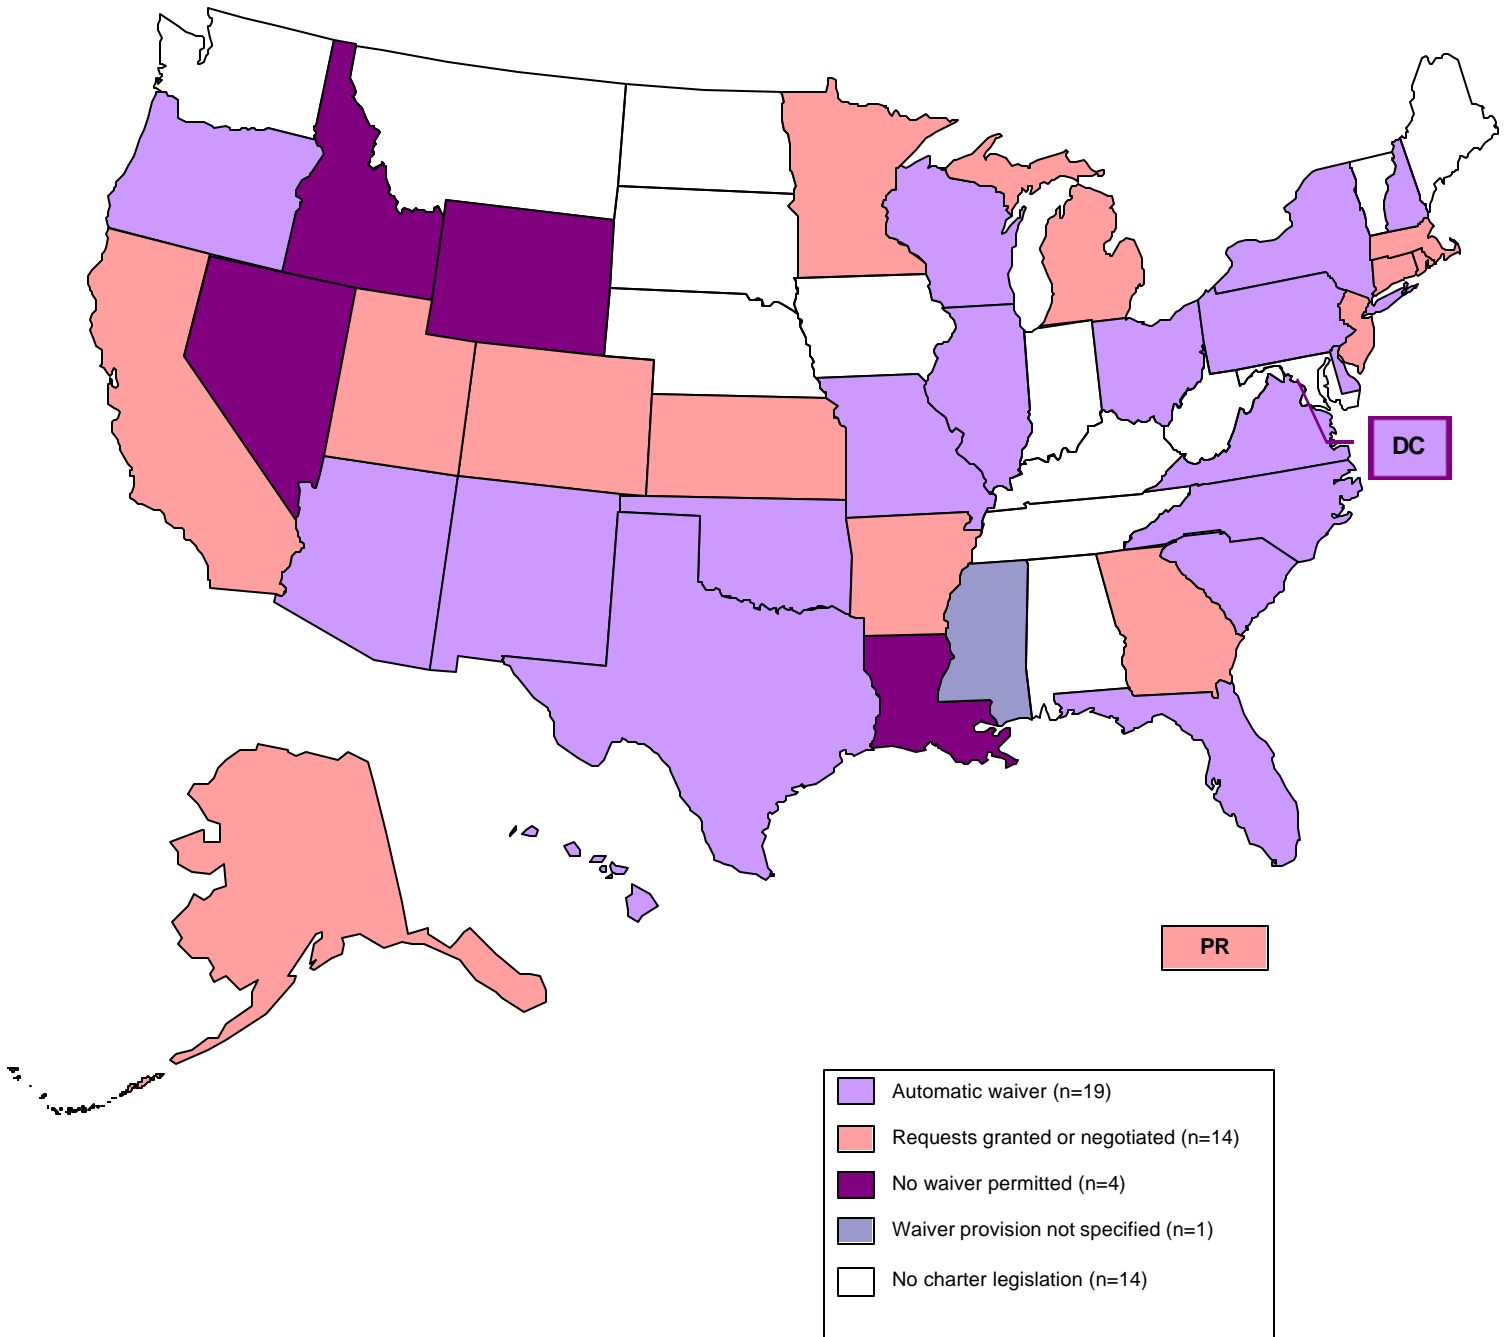 DC
PR
Automatic waiver (n=19)
Requests granted or negotiated (n=14)
No waiver permitted (n=4)
Waiver provision not specified (n=1)
No charter legislation (n=14)